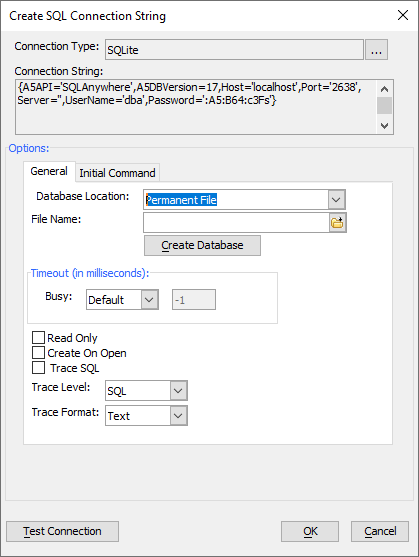 Create SQL Connection String
Connection Type: SQLite ...
Connection String:
{A5API='SQLAnywhere',A5DBVersion=17,Host='localhost',Port='2638',
Server='',UserName='dba',Password=':A5:B64:c3Fs'}
Options:
General Initial Command
Database Location: Permanent File
File Name:
Create Database
Timeout (in milliseconds):
Busy: Default -1
Read Only
Create On Open
Trace SQL
Trace Level: SQL
Trace Format: Text
Test Connection OK Cancel